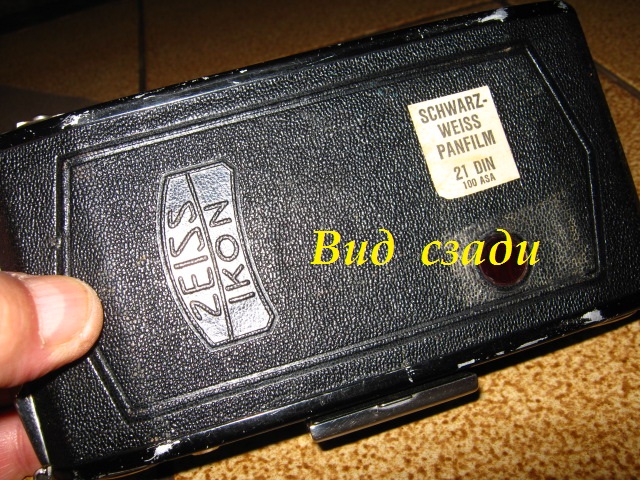 SCHWARZ-
WEISS
PANFILM
21 DIN
100 ASA
ZEISS
IKON
Вид сзади